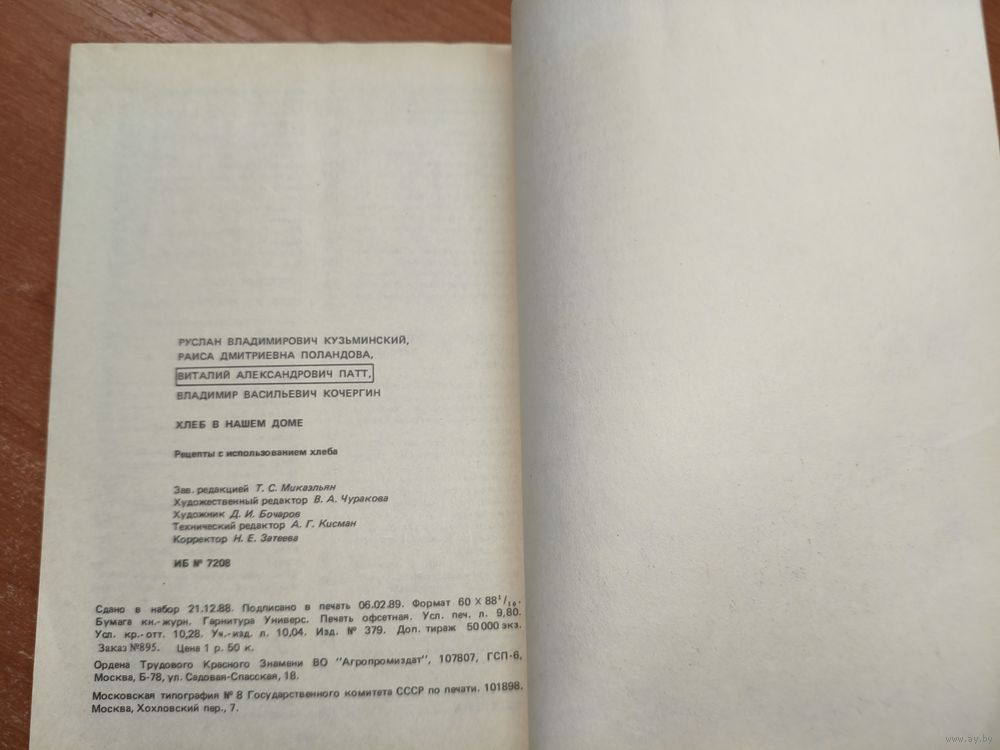 РУСЛАН ВЛАДИМИРОВИЧ КУЗЬМИНСКИЙ,
РАИСА ДМИТРИЕВНА ПОЛАНДОВА,
ВИТАЛИЙ АЛЕКСАНДРОВИЧ ПАТТ,
ВЛАДИМИР ВАСИЛЬЕВИЧ КОЧЕРГИН
ХЛЕБ В НАШЕМ ДОМЕ
Рецепты с использованием хлеба
Зав. редакцией Т. С. Микаэльян
Художественный редактор В. А. Чуракова
Художник Д. И. Бочаров
Технический редактор А. Г. Кисман
Корректор Н. Е. Затеева
ИБ № 7208
Сдано в набор 21.12.88. Подписано в печать 06.02.89. Формат 60 X 88 1/16.
Бумага кн.-журн. Гарнитура Универс. Печать офсетная. Усл. печ. л. 9,80.
Усл. кр.-отт. 10,28. Уч.-изд. л. 10,04. Изд. № 379. Доп. тираж 50 000 экз.
Заказ №895. Цена 1 р. 50 к.
Ордена Трудового Красного Знамени ВО "Агропромиздат", 107807, ГСП-6,
Москва, Б-78, ул. Садовая-Спасская, 18.
Московская типография № 8 Государственного комитета СССР по печати. 101898,
Москва, Хохловский пер., 7.
www.ay.by